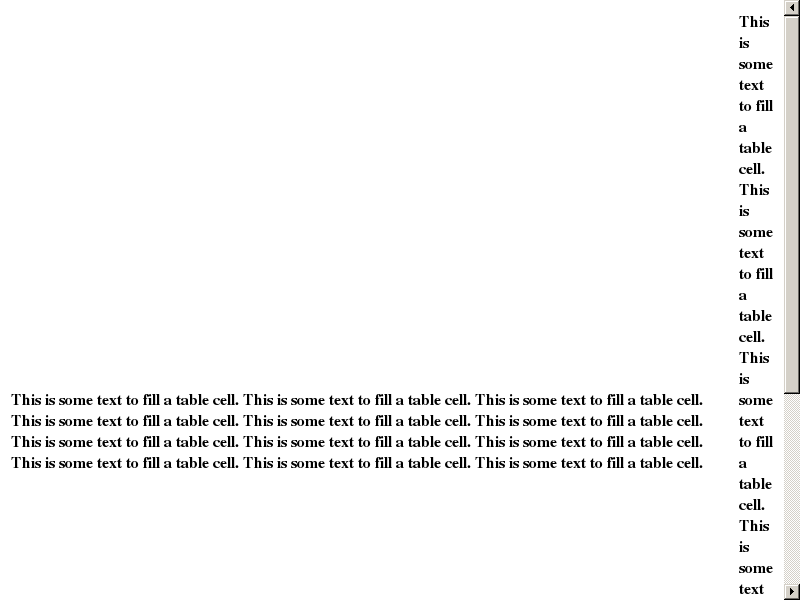 This is some text to fill a table cell. This is some text to fill a table cell. This is some text to fill a table cell.
This is some text to fill a table cell. This is some text to fill a table cell. This is some text to fill a table cell.
This is some text to fill a table cell. This is some text to fill a table cell. This is some text to fill a table cell.
This is some text to fill a table cell. This is some text to fill a table cell. This is some text to fill a table cell.
This
is
some
text
to fill
a
table
cell.
This
is
some
text
to fill
a
table
cell.
This
is
some
text
to fill
a
table
cell.
This
is
some
text